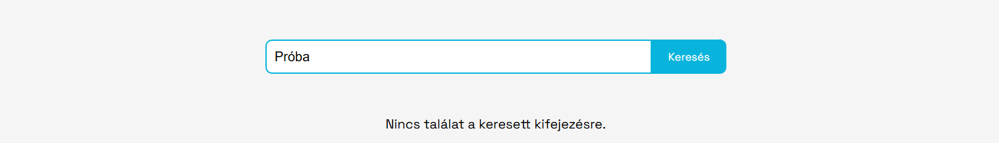 Próba
Keresés
Nincs találat a keresett kifejezésre.